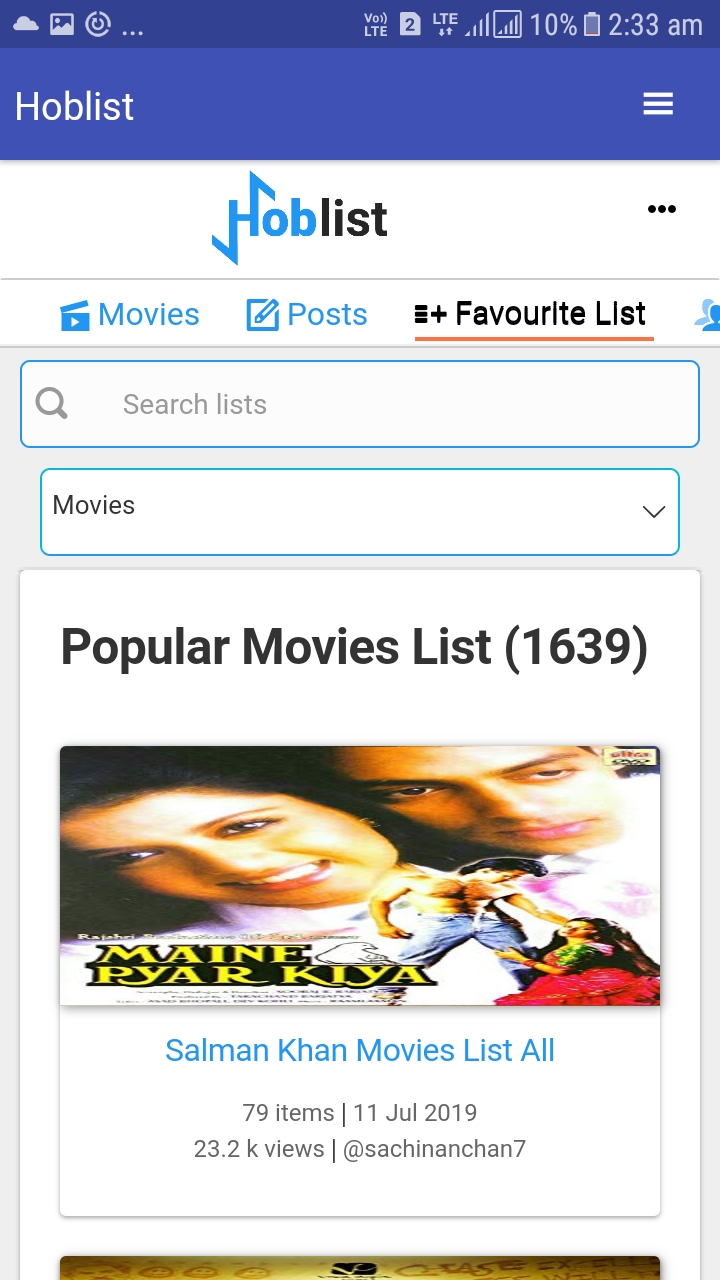 ... Vo)) LTE 2 LTE 10% 2:33 am
Hoblist
Hoblist
Movies Posts Favourite List
Search lists
Movies
Popular Movies List (1639)
MAINE
PYAR KIYA
Salman Khan Movies List All
79 items | 11 Jul 2019
23.2 k views | @sachinanchan7